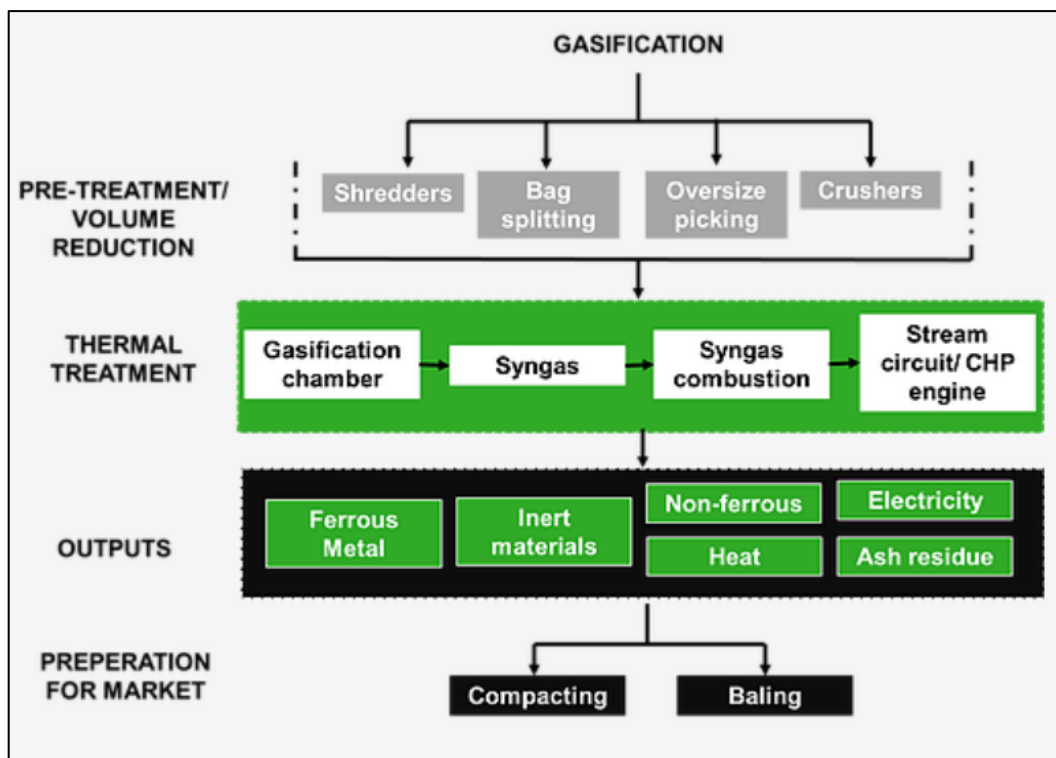 GASIFICATION
PRE-TREATMENT/
VOLUME
REDUCTION
Shredders
Bag
splitting
Oversize
picking
Crushers
THERMAL
TREATMENT
Gasification
chamber
Syngas
Syngas
combustion
Stream
circuit/ CHP
engine
OUTPUTS
Ferrous
Metal
Inert
materials
Non-ferrous
Electricity
Heat
Ash residue
PREPERATION
FOR MARKET
Compacting
Baling